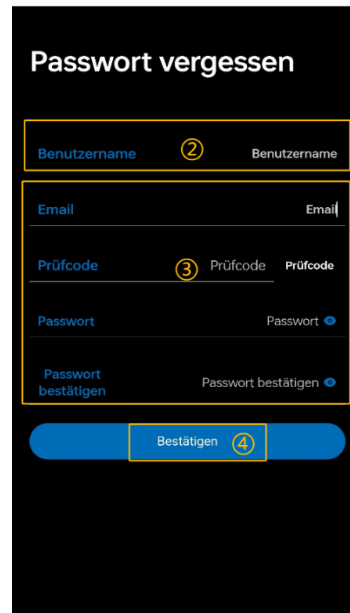 Passwort vergessen
Benutzername ② Benutzername
Email Email
Prüfcode ③ Prüfcode Prüfcode
Passwort Passwort
Passwort
bestätigen Passwort bestätigen
Bestätigen ④